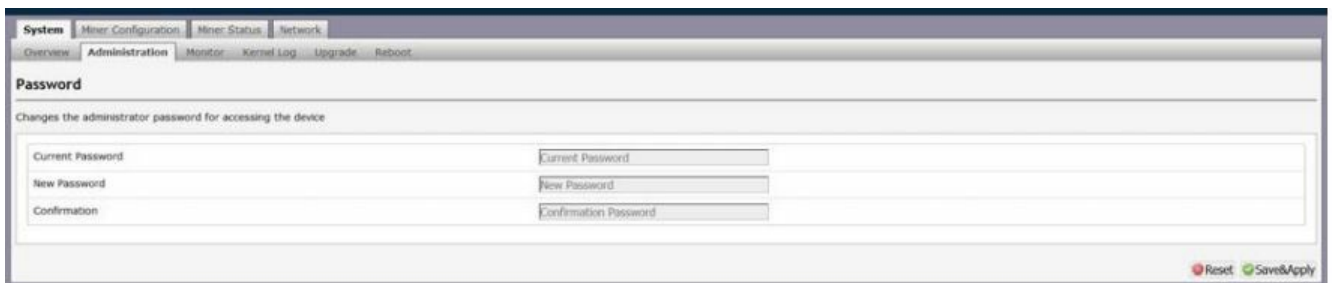 System Miner Configuration Miner Status Network
Overview Administration Monitor Kernel Log Upgrade Reboot
Password
Changes the administrator password for accessing the device
Current Password Current Password
New Password New Password
Confirmation Confirmation Password
Reset Save&Apply